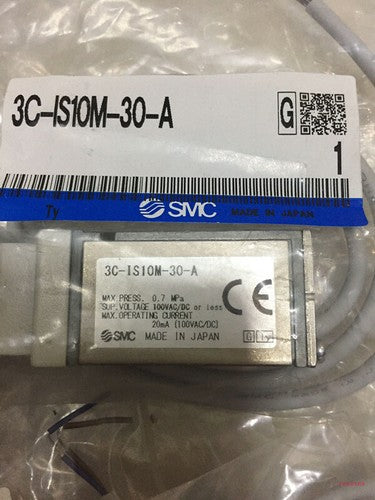 3C-IS10M-30-A
G
1
Ty
SMC MADE IN JAPAN
3C-IS10M-30-A
MAX.PRESS. 0.7 MPa
SUP.VOLTAGE 100VAC/DC or less
MAX.OPERATING CURRENT
20mA (100VAC/DC)
CE
SMC MADE IN JAPAN
G